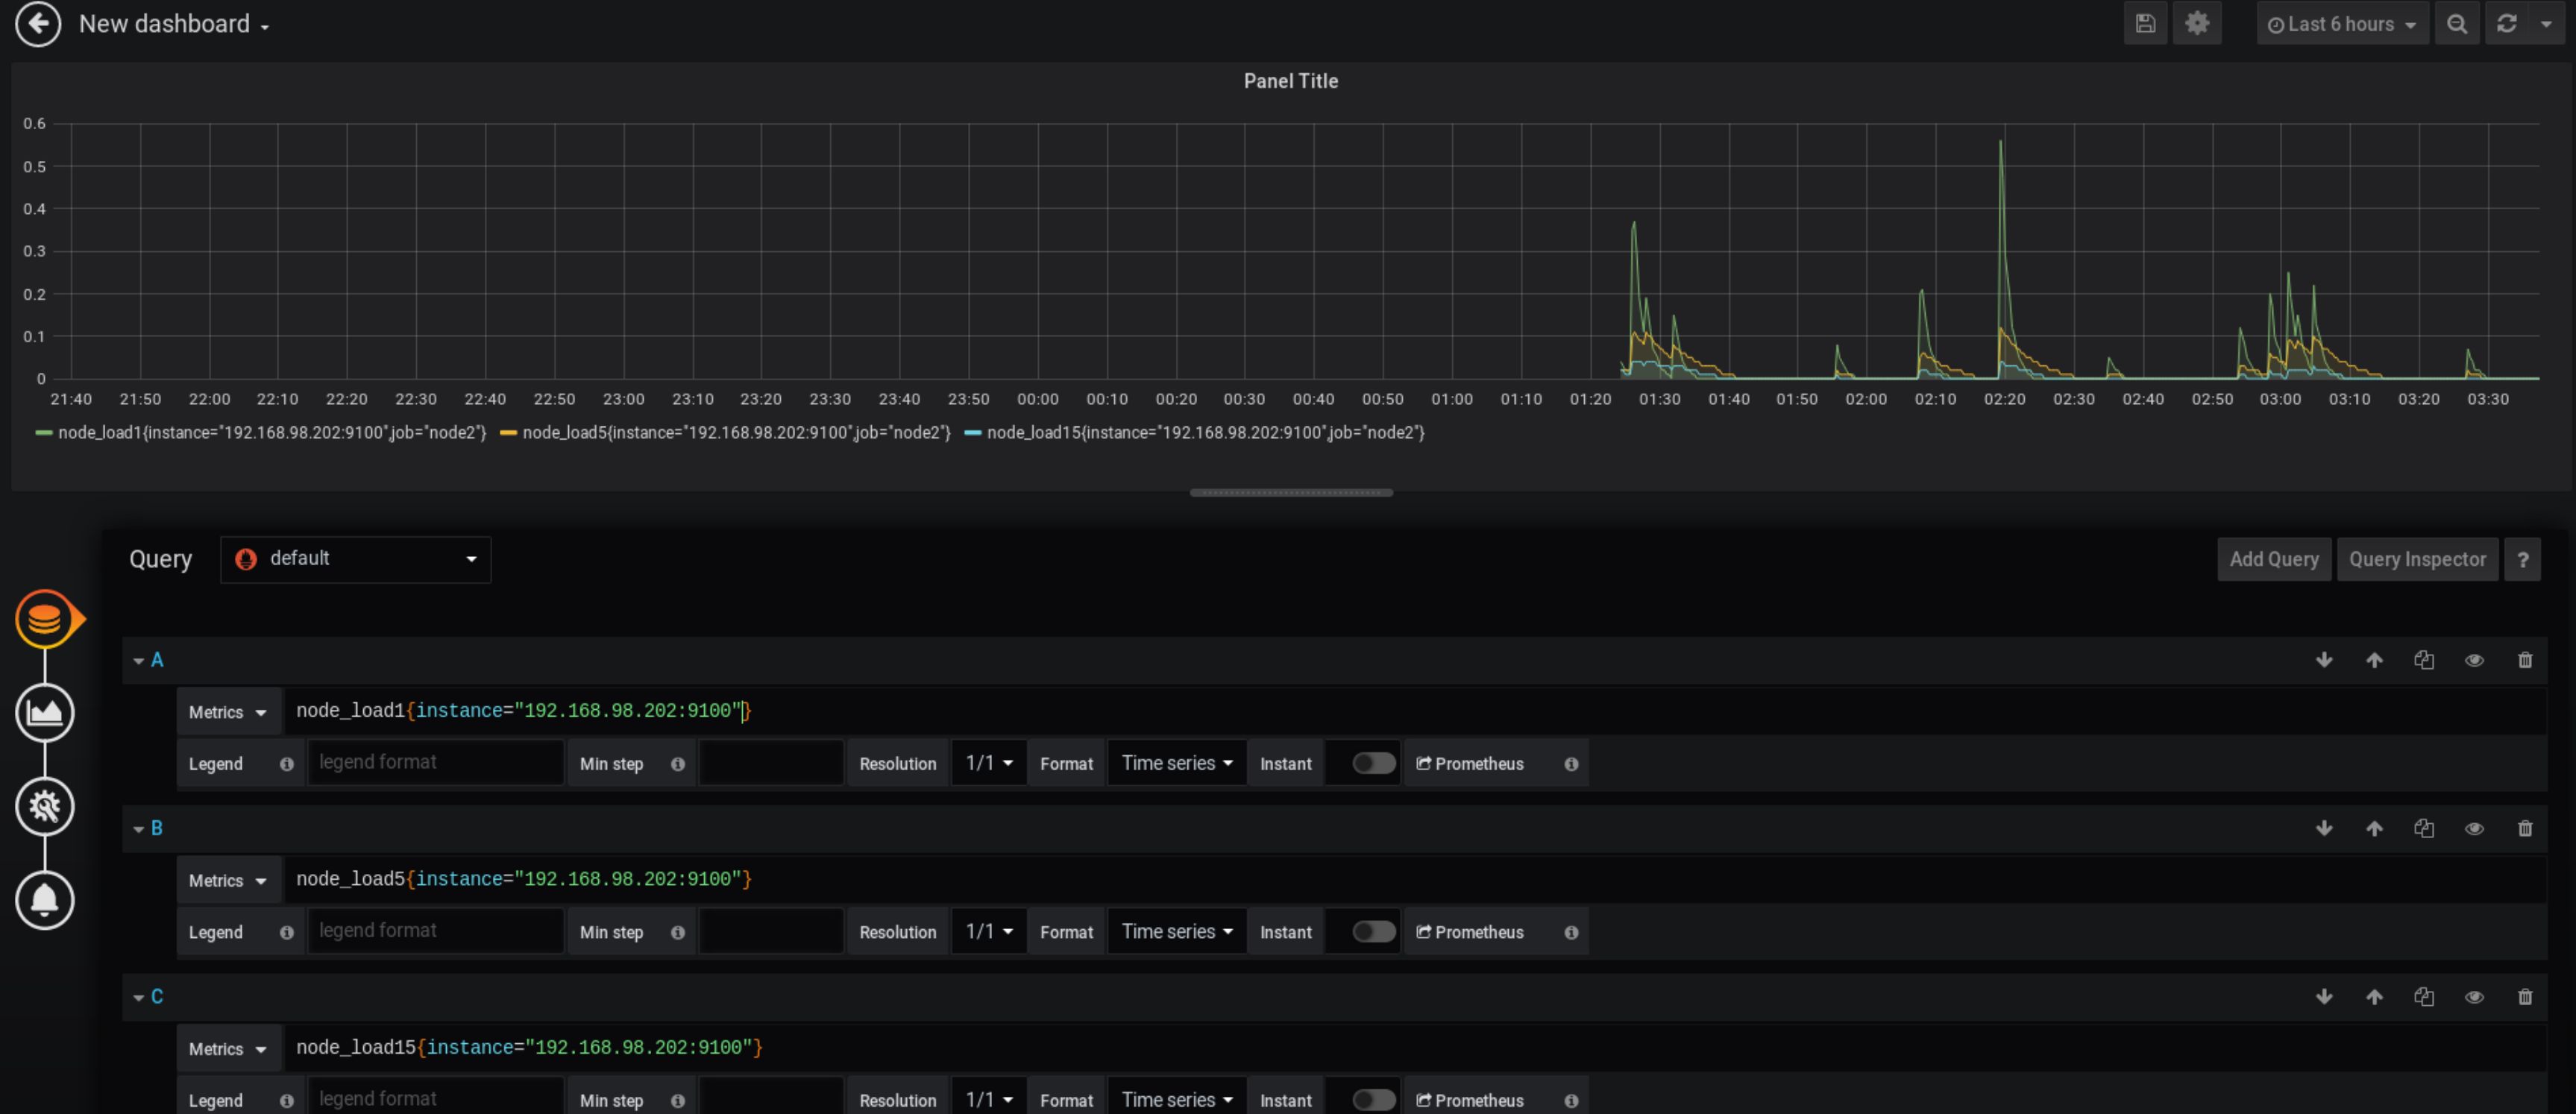 New dashboard
Last 6 hours
Panel Title
0.6
0.5
0.4
0.3
0.2
0.1
0
21:40 21:50 22:00 22:10 22:20 22:30 22:40 22:50 23:00 23:10 23:20 23:30 23:40 23:50 00:00 00:10 00:20 00:30 00:40 00:50 01:00 01:10 01:20 01:30 01:40 01:50 02:00 02:10 02:20 02:30 02:40 02:50 03:00 03:10 03:20 03:30
node_load1{instance="192.168.98.202:9100",job="node2"} node_load5{instance="192.168.98.202:9100",job="node2"} node_load15{instance="192.168.98.202:9100",job="node2"}
Query default Add Query Query Inspector ?
A
Metrics node_load1{instance="192.168.98.202:9100"}
Legend legend format Min step Resolution 1/1 Format Time series Instant Prometheus
B
Metrics node_load5{instance="192.168.98.202:9100"}
Legend legend format Min step Resolution 1/1 Format Time series Instant Prometheus
C
Metrics node_load15{instance="192.168.98.202:9100"}
Legend legend format Min step Resolution 1/1 Format Time series Instant Prometheus